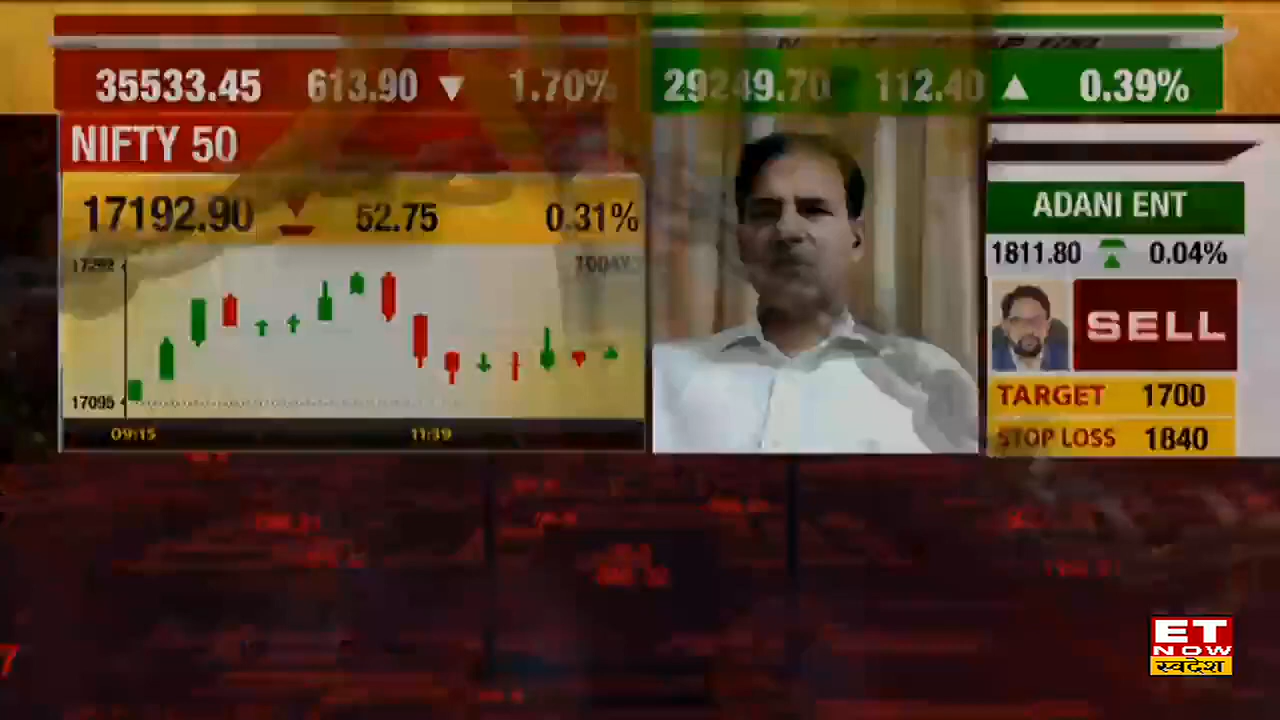 35533.45 613.90 ▼ 1.70%
29249.70 112.40 ▲ 0.39%
NIFTY 50
17192.90 ▼ 52.75 0.31%
17292 TODAY
17095
09:15 11:39
ADANI ENT
1811.80 ▲ 0.04%
SELL
TARGET 1700
STOP LOSS 1840
7
ET
NOW
स्वदेश